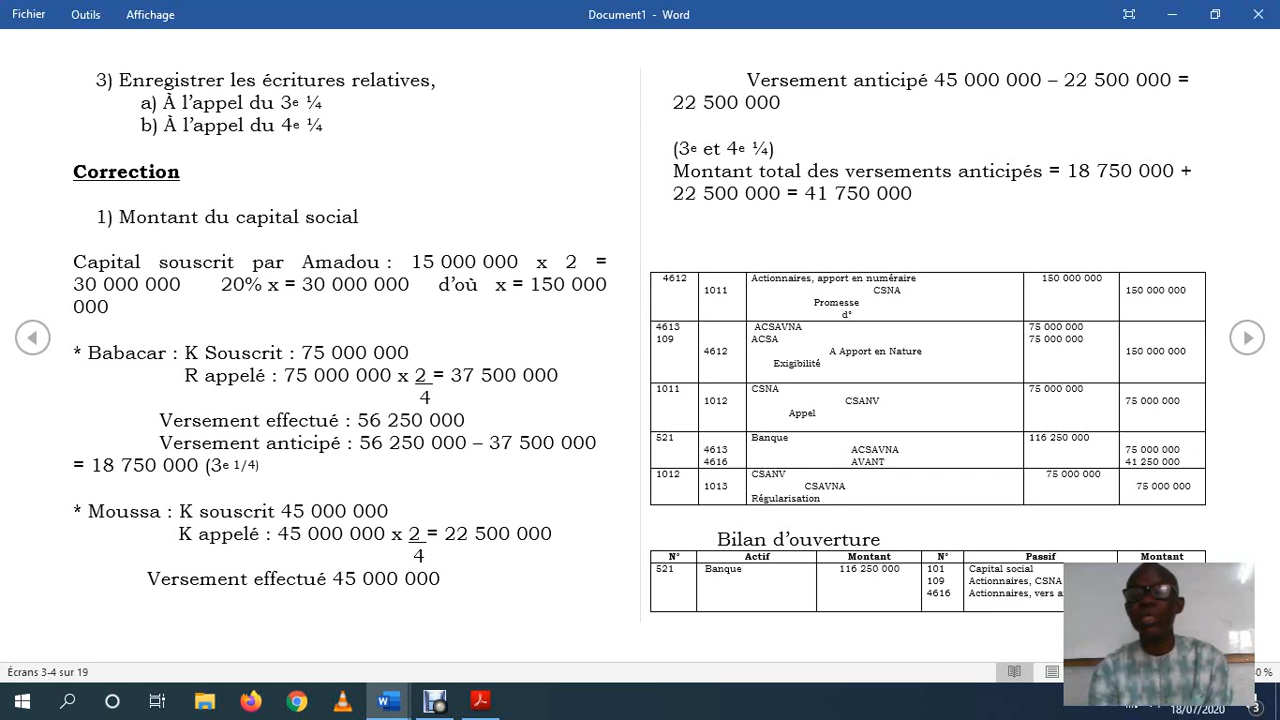 Fichier Outils Affichage
Document1 - Word
3) Enregistrer les écritures relatives,
a) À l'appel du 3e ¼
b) À l'appel du 4e ¼
Correction
1) Montant du capital social
Capital souscrit par Amadou : 15 000 000 x 2 =
30 000 000 20% x = 30 000 000 d'où x = 150 000
000
* Babacar : K Souscrit : 75 000 000
R appelé : 75 000 000 x 2 = 37 500 000
4
Versement effectué : 56 250 000
Versement anticipé : 56 250 000 – 37 500 000
= 18 750 000 (3e 1/4)
* Moussa : K souscrit 45 000 000
K appelé : 45 000 000 x 2 = 22 500 000
4
Versement effectué 45 000 000
Versement anticipé 45 000 000 – 22 500 000 =
22 500 000
(3e et 4e ¼)
Montant total des versements anticipés = 18 750 000 +
22 500 000 = 41 750 000
4612 Actionnaires, apport en numéraire 150 000 000
1011 CSNA 150 000 000
Promesse
d°
4613 ACSAVNA 75 000 000
109 ACSA 75 000 000
4612 A Apport en Nature 150 000 000
Exigibilité
1011 CSNA 75 000 000
1012 CSANV 75 000 000
Appel
521 Banque 116 250 000
4613 ACSAVNA 75 000 000
4616 AVANT 41 250 000
1012 CSANV 75 000 000
1013 CSAVNA 75 000 000
Régularisation
Bilan d'ouverture
N° Actif Montant N° Passif Montant
521 Banque 116 250 000 101 Capital social
109 Actionnaires, CSNA
4616 Actionnaires, vers
Écrans 3-4 sur 19
18/07/2020
3